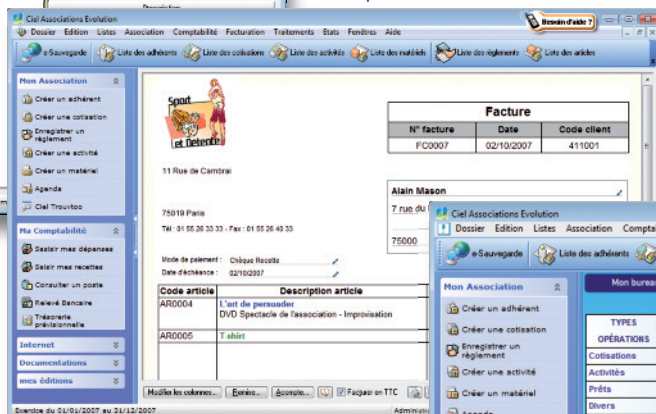 Ciel Associations Evolution
Besoin d'aide ?
Dossier Edition Listes Association Comptabilité Facturation Traitements Etats Fenêtres Aide
e-Sauvegarde Liste des adhérents Liste des cotisations Liste des activités Liste des matériels Liste des règlements Liste des articles
Mon Association
Créer un adhérent
Créer une cotisation
Enregistrer un règlement
Créer une activité
Créer un matériel
Agenda
Ciel Trouvtoo
Ma Comptabilité
Saisir mes dépenses
Saisir mes recettes
Consulter un poste
Relevé Bancaire
Trésorerie prévisionnelle
Internet
Documentations
mes éditions
Sport
et Detente
11 Rue de Cambrai
75019 Paris
Tél : 01 55 26 33 33 - Fax : 01 55 26 40 33
Mode de paiement : Chèque Recette
Date d'échéance : 02/10/2007
Facture
N° facture Date Code client
FC0007 02/10/2007 411001
Alain Mason
7 rue du
75000
Code article Description article
AR0004 L'art de persuader
DVD Spectacle de l'association - Improvisation
AR0005 T shirt
Modifier les colonnes... Remise... Acompte... Facturer en TTC
Exercice du 01/01/2007 au 31/12/2007
Ciel Associations Evolution
Dossier Edition Listes Association Compta
e-Sauvegarde Liste des adhérents
Mon Association
Créer un adhérent
Créer une cotisation
Enregistrer un règlement
Créer une activité
Créer un matériel
Mon bureau
TYPES
OPÉRATIONS
Cotisations
Activités
Prêts
Divers